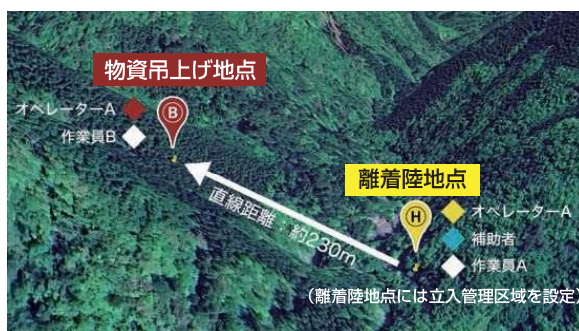 物資吊上げ地点
オペレーターA
B
作業員B
直線距離：約230m
離着陸地点
H
オペレーターA
補助者
作業員A
（離着陸地点には立入管理区域を設定）